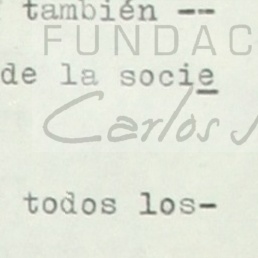 también --
FUNDAC
de la socie
Carlos
todos los-